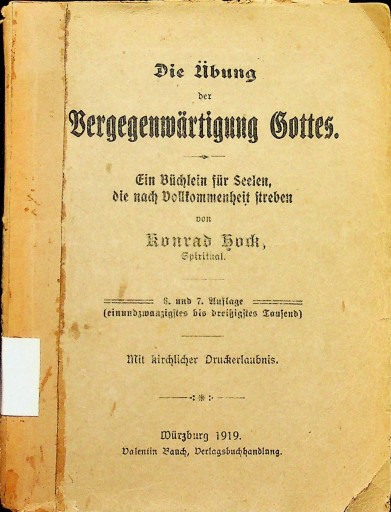 Die Übung
der
Vergegenwärtigung Gottes.
Ein Büchlein für Seelen,
die nach Vollkommenheit streben
von
Konrad Hock,
Spiritual.
6. und 7. Auflage
(einundzwanzigstes bis dreißigstes Tausend)
Mit kirchlicher Druckerlaubnis.
Würzburg 1919.
Valentin Bauch, Verlagsbuchhandlung.